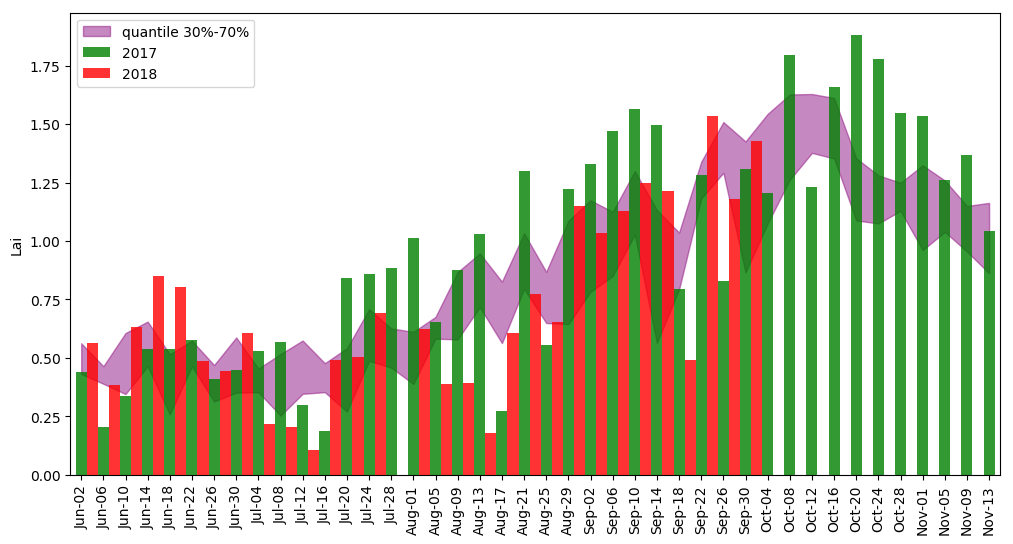 quantile 30%-70%
2017
2018
1.75
1.50
1.25
1.00
0.75
0.50
0.25
0.00
Lai
Jun-02
Jun-06
Jun-10
Jun-14
Jun-18
Jun-22
Jun-26
Jun-30
Jul-04
Jul-08
Jul-12
Jul-16
Jul-20
Jul-24
Jul-28
Aug-01
Aug-05
Aug-09
Aug-13
Aug-17
Aug-21
Aug-25
Aug-29
Sep-02
Sep-06
Sep-10
Sep-14
Sep-18
Sep-22
Sep-26
Sep-30
Oct-04
Oct-08
Oct-12
Oct-16
Oct-20
Oct-24
Oct-28
Nov-01
Nov-05
Nov-09
Nov-13